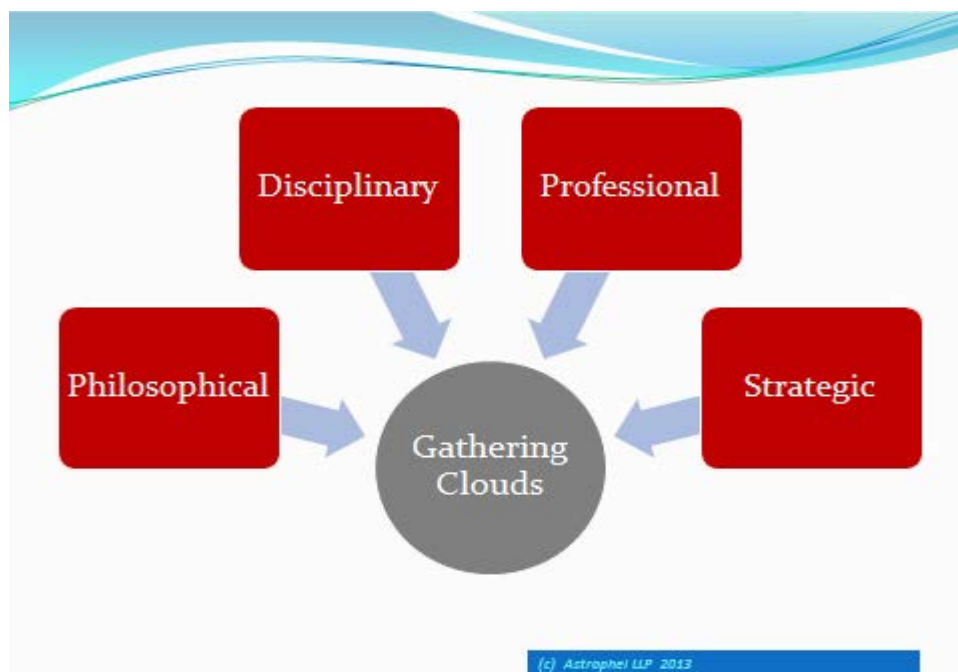 Disciplinary
Professional
Philosophical
Strategic
Gathering
Clouds
(c) Astrophel LLP 2013